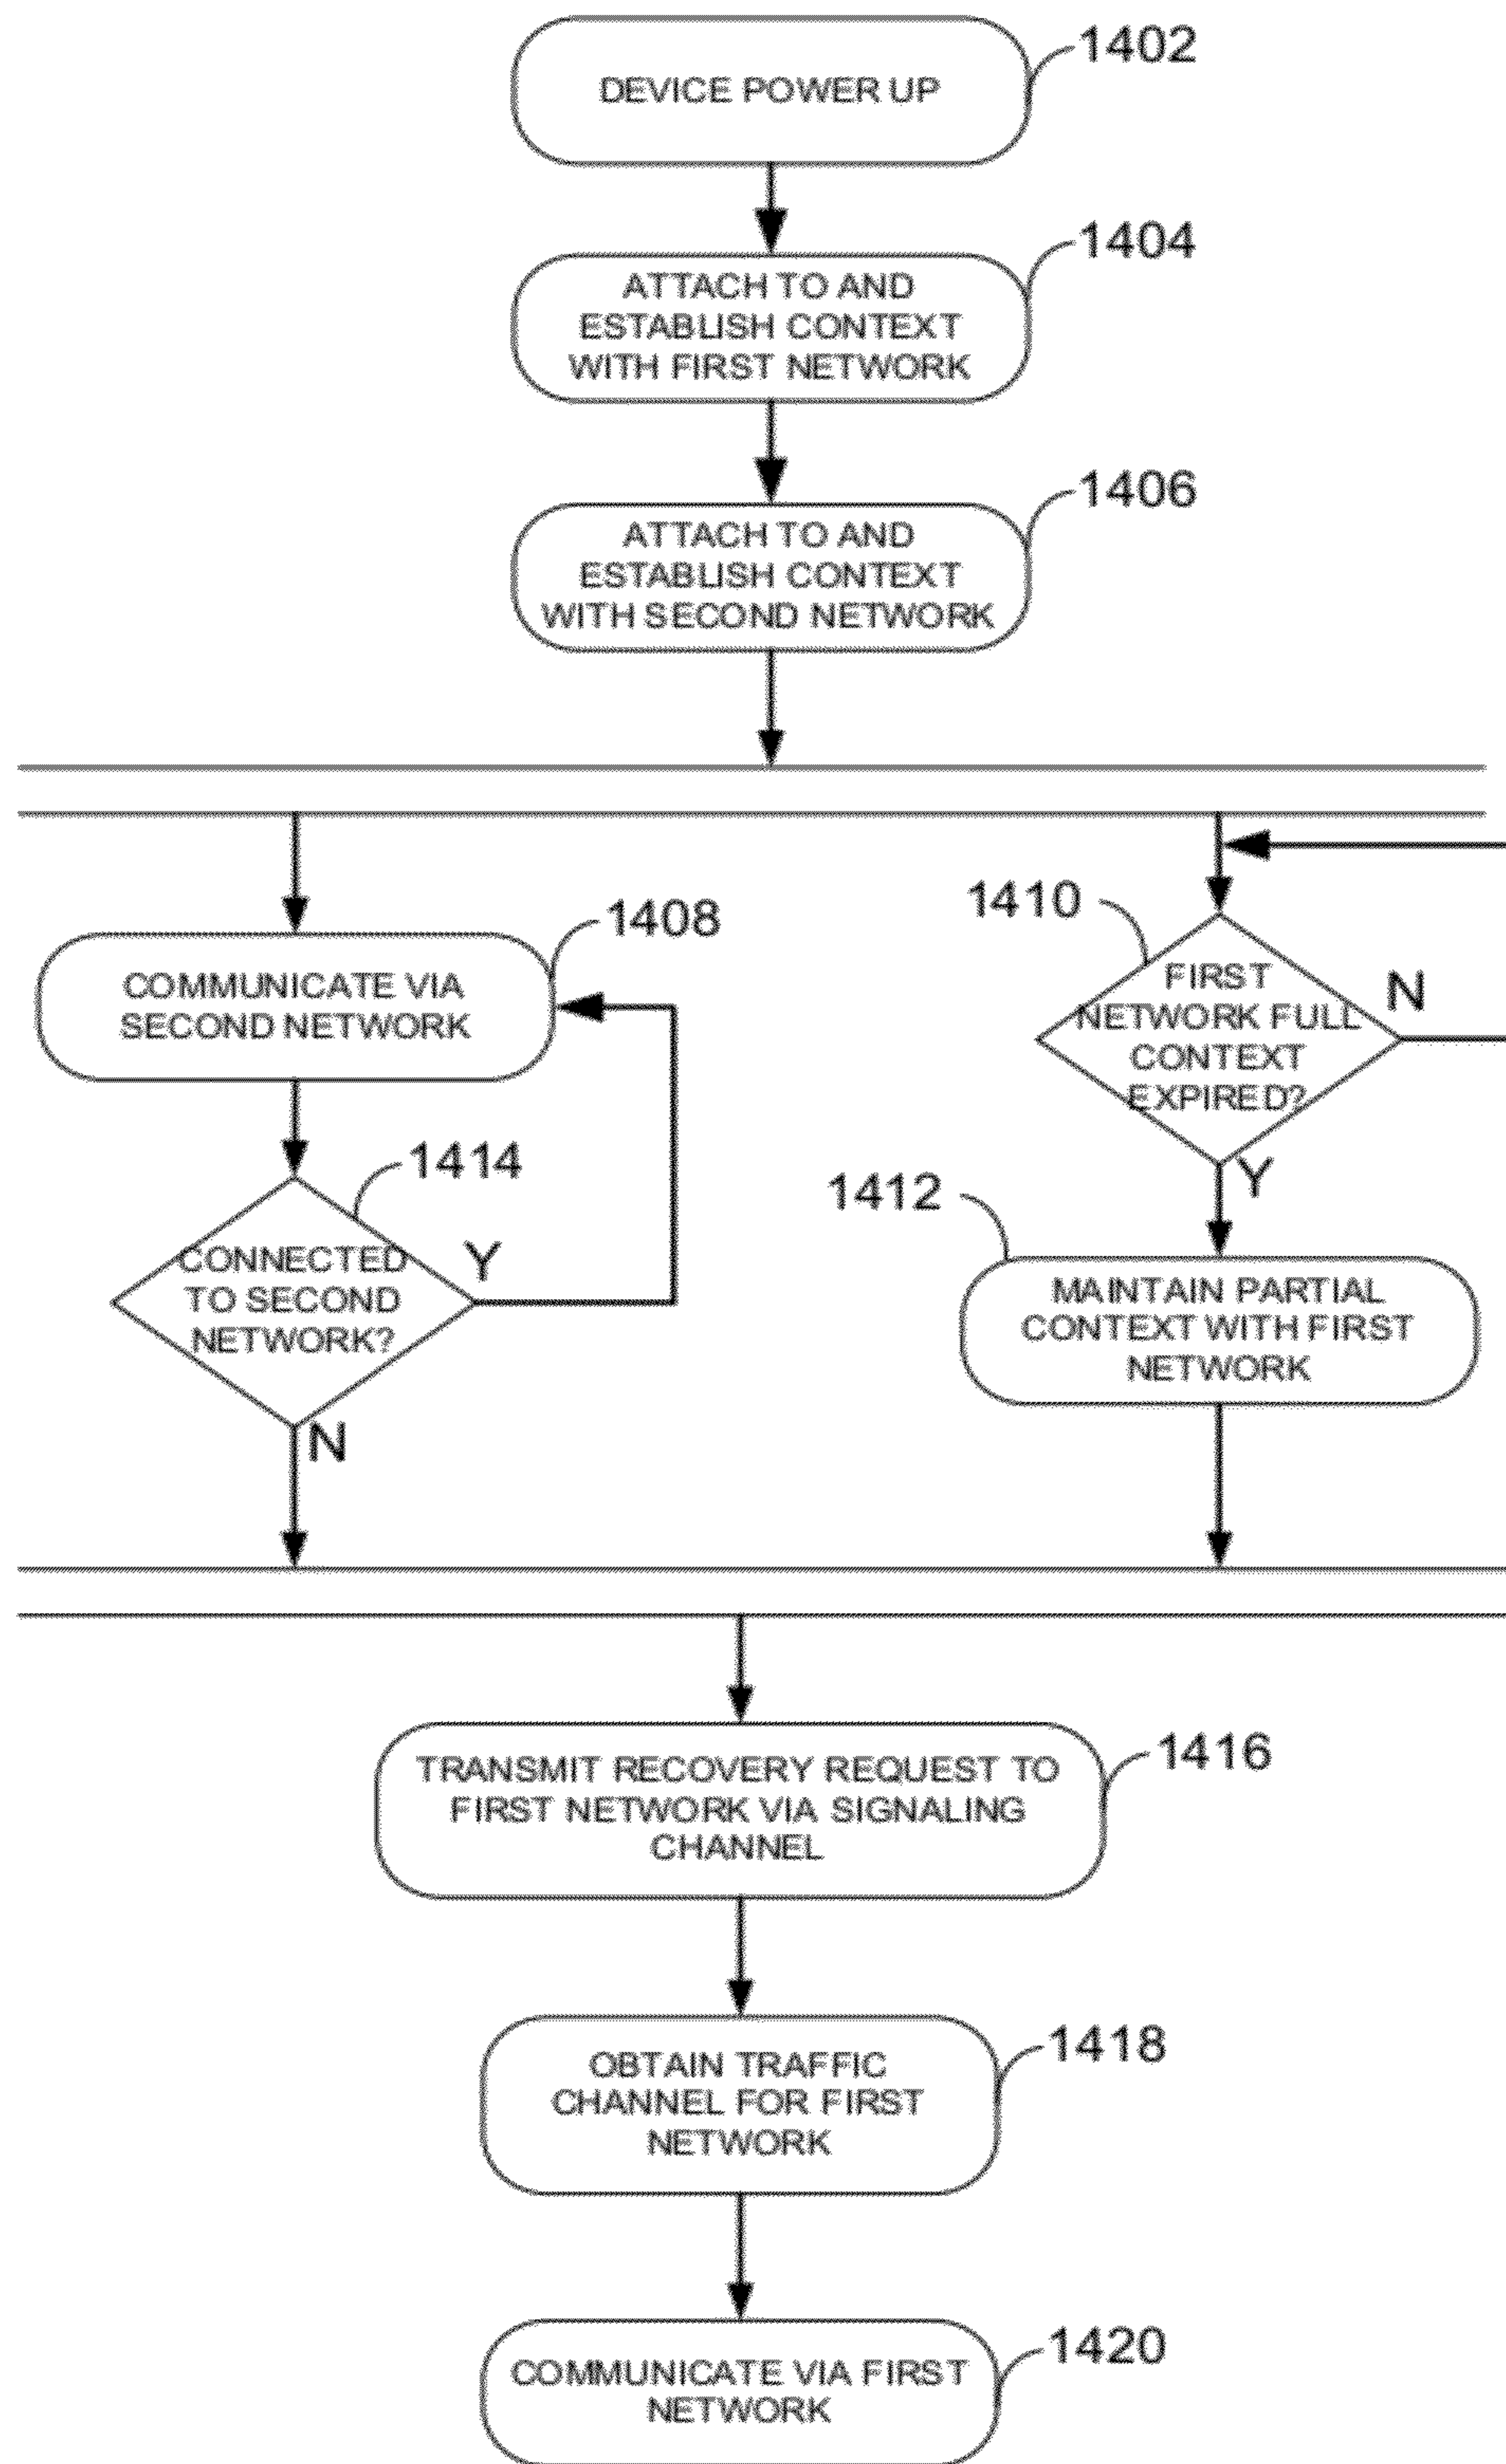 1402
DEVICE POWER UP
1404
ATTACH TO AND
ESTABLISH CONTEXT
WITH FIRST NETWORK
1406
ATTACH TO AND
ESTABLISH CONTEXT
WITH SECOND NETWORK
1408
COMMUNICATE VIA
SECOND NETWORK
1410
FIRST
NETWORK FULL
CONTEXT
EXPIRED?
N
Y
1414
CONNECTED
TO SECOND
NETWORK?
Y
N
1412
MAINTAIN PARTIAL
CONTEXT WITH FIRST
NETWORK
1416
TRANSMIT RECOVERY REQUEST TO
FIRST NETWORK VIA SIGNALING
CHANNEL
1418
OBTAIN TRAFFIC
CHANNEL FOR FIRST
NETWORK
1420
COMMUNICATE VIA FIRST
NETWORK